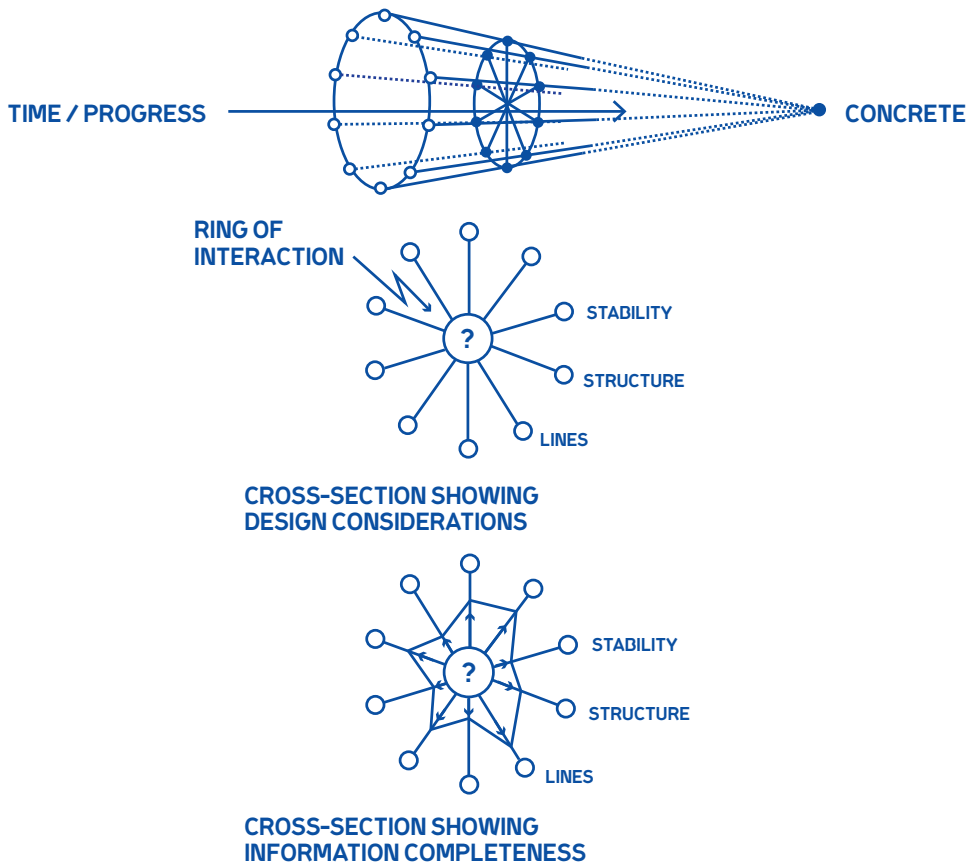 TIME / PROGRESS
CONCRETE
RING OF
INTERACTION
?
STABILITY
STRUCTURE
LINES
CROSS-SECTION SHOWING
DESIGN CONSIDERATIONS
?
STABILITY
STRUCTURE
LINES
CROSS-SECTION SHOWING
INFORMATION COMPLETENESS